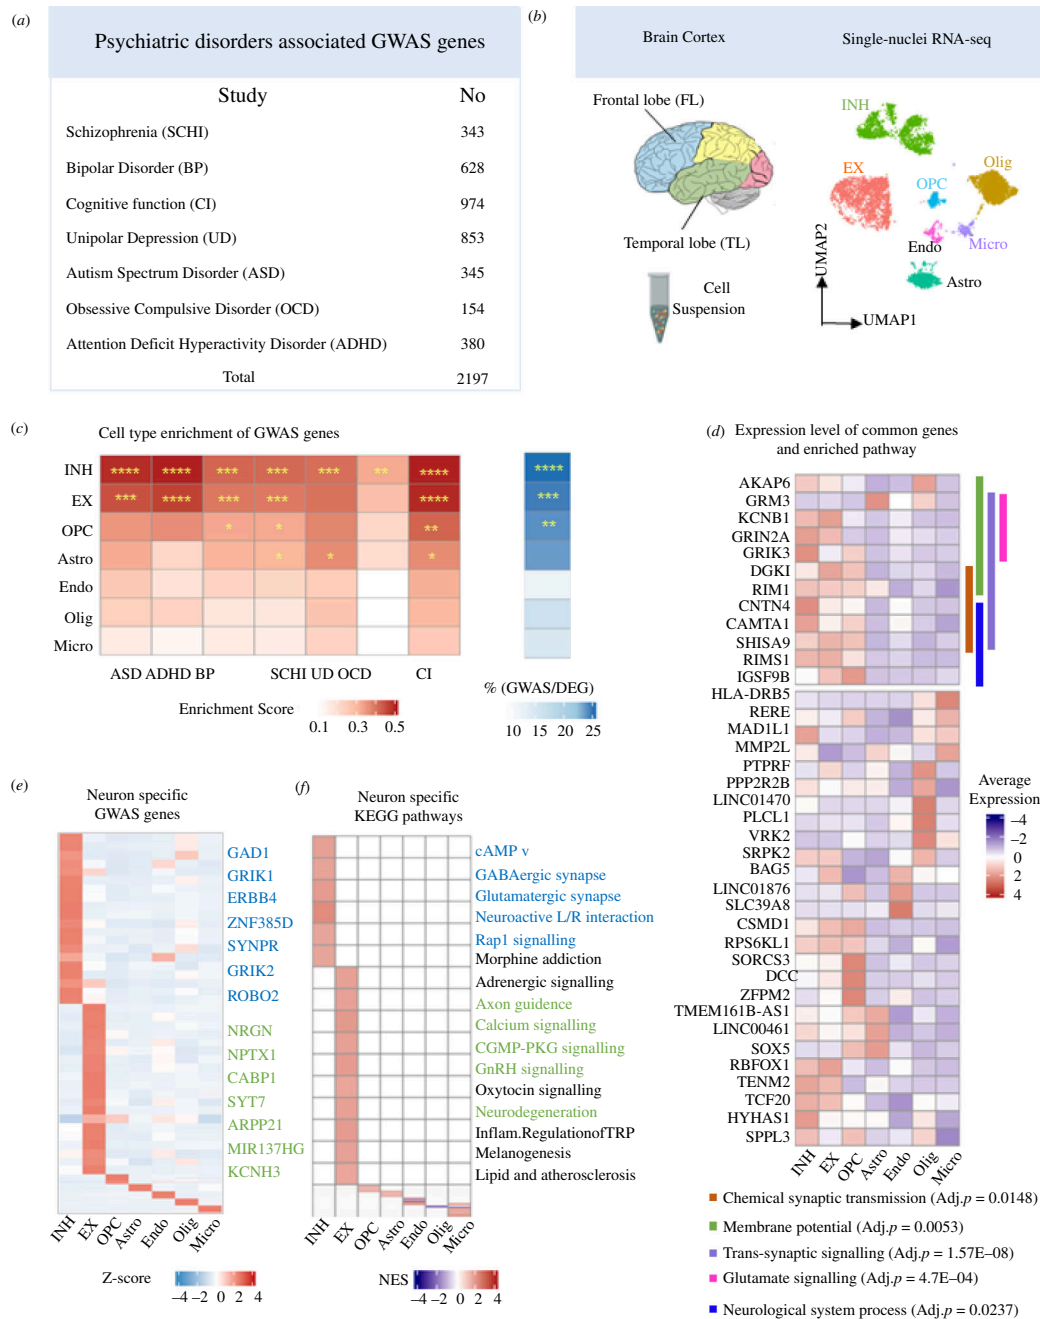 (a)
Psychiatric disorders associated GWAS genes
Study No
Schizophrenia (SCHI) 343
Bipolar Disorder (BP) 628
Cognitive function (CI) 974
Unipolar Depression (UD) 853
Autism Spectrum Disorder (ASD) 345
Obsessive Compulsive Disorder (OCD) 154
Attention Deficit Hyperactivity Disorder (ADHD) 380
Total 2197
(b)
Brain Cortex
Single-nuclei RNA-seq
Frontal lobe (FL)
Temporal lobe (TL)
Cell
Suspension
INH
EX
OPC
Olig
Endo
Micro
Astro
UMAP2
UMAP1
(c)
Cell type enrichment of GWAS genes
INH **** **** *** *** *** ** **** ****
EX *** **** *** *** **** ***
OPC * * ** **
Astro * * *
Endo
Olig
Micro
ASD ADHD BP SCHI UD OCD CI
Enrichment Score
0.1 0.3 0.5
% (GWAS/DEG)
10 15 20 25
(d)
Expression level of common genes
and enriched pathway
AKAP6
GRM3
KCNB1
GRIN2A
GRIK3
DGKI
RIM1
CNTN4
CAMTA1
SHISA9
RIMS1
IGSF9B
HLA-DRB5
RERE
MAD1L1
MMP2L
PTPRF
PPP2R2B
LINC01470
PLCL1
VRK2
SRPK2
BAG5
LINC01876
SLC39A8
CSMD1
RPS6KL1
SORCS3
DCC
ZFPM2
TMEM161B-AS1
LINC00461
SOX5
RBFOX1
TENM2
TCF20
HYHAS1
SPPL3
INH EX OPC Astro Endo Olig Micro
Average
Expression
–4
–2
0
2
4
Chemical synaptic transmission (Adj.p = 0.0148)
Membrane potential (Adj.p = 0.0053)
Trans-synaptic signalling (Adj.p = 1.57E–08)
Glutamate signalling (Adj.p = 4.7E–04)
Neurological system process (Adj.p = 0.0237)
(e)
Neuron specific
GWAS genes
GAD1
GRIK1
ERBB4
ZNF385D
SYNPR
GRIK2
ROBO2
NRGN
NPTX1
CABP1
SYT7
ARPP21
MIR137HG
KCNH3
INH EX OPC Astro Endo Olig Micro
Z-score
–4 –2 0 2 4
(f)
Neuron specific
KEGG pathways
cAMP v
GABAergic synapse
Glutamatergic synapse
Neuroactive L/R interaction
Rap1 signalling
Morphine addiction
Adrenergic signalling
Axon guidance
Calcium signalling
CGMP-PKG signalling
GnRH signalling
Oxytocin signalling
Neurodegeneration
Inflam.RegulationofTRP
Melanogenesis
Lipid and atherosclerosis
INH EX OPC Astro Endo Olig Micro
NES
–4 –2 0 2 4